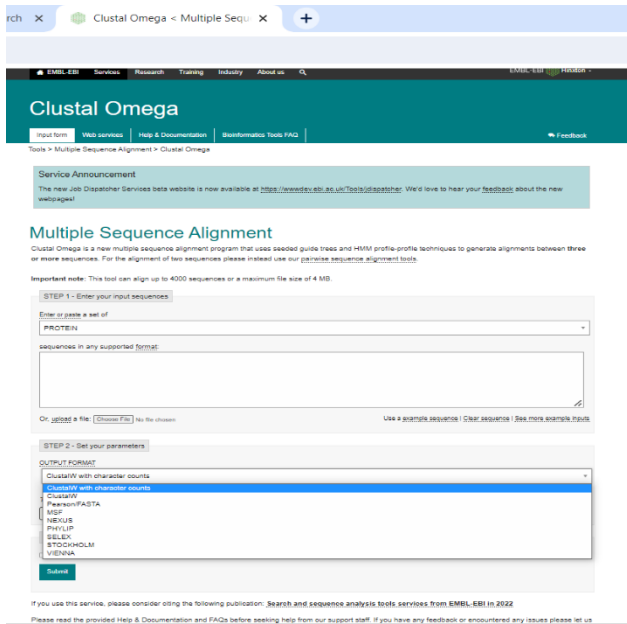 rch ✕ Clustal Omega < Multiple Sequ ✕ +
EMBL-EBI Services Research Training Industry About us EMBL-EBI Hinxton
Clustal Omega
Input form Web services Help & Documentation Bioinformatics Tools FAQ Feedback
Tools > Multiple Sequence Alignment > Clustal Omega
Service Announcement
The new Job Dispatcher Services beta website is now available at https://wwwdev.ebi.ac.uk/Tools/jdispatcher. We'd love to hear your feedback about the new
webpages!
Multiple Sequence Alignment
Clustal Omega is a new multiple sequence alignment program that uses seeded guide trees and HMM profile-profile techniques to generate alignments between three
or more sequences. For the alignment of two sequences please instead use our pairwise sequence alignment tools.
Important note: This tool can align up to 4000 sequences or a maximum file size of 4 MB.
STEP 1 - Enter your input sequences
Enter or paste a set of
PROTEIN
sequences in any supported format:
Or, upload a file: Choose File No file chosen Use a example sequence | Clear sequence | See more example inputs
STEP 2 - Set your parameters
OUTPUT FORMAT
ClustalW with character counts
ClustalW with character counts
ClustalW
Pearson/FASTA
MSF
NEXUS
PHYLIP
SELEX
STOCKHOLM
VIENNA
Submit
If you use this service, please consider citing the following publication: Search and sequence analysis tools services from EMBL-EBI in 2022
Please read the provided Help & Documentation and FAQs before seeking help from our support staff. If you have any feedback or encountered any issues please let us